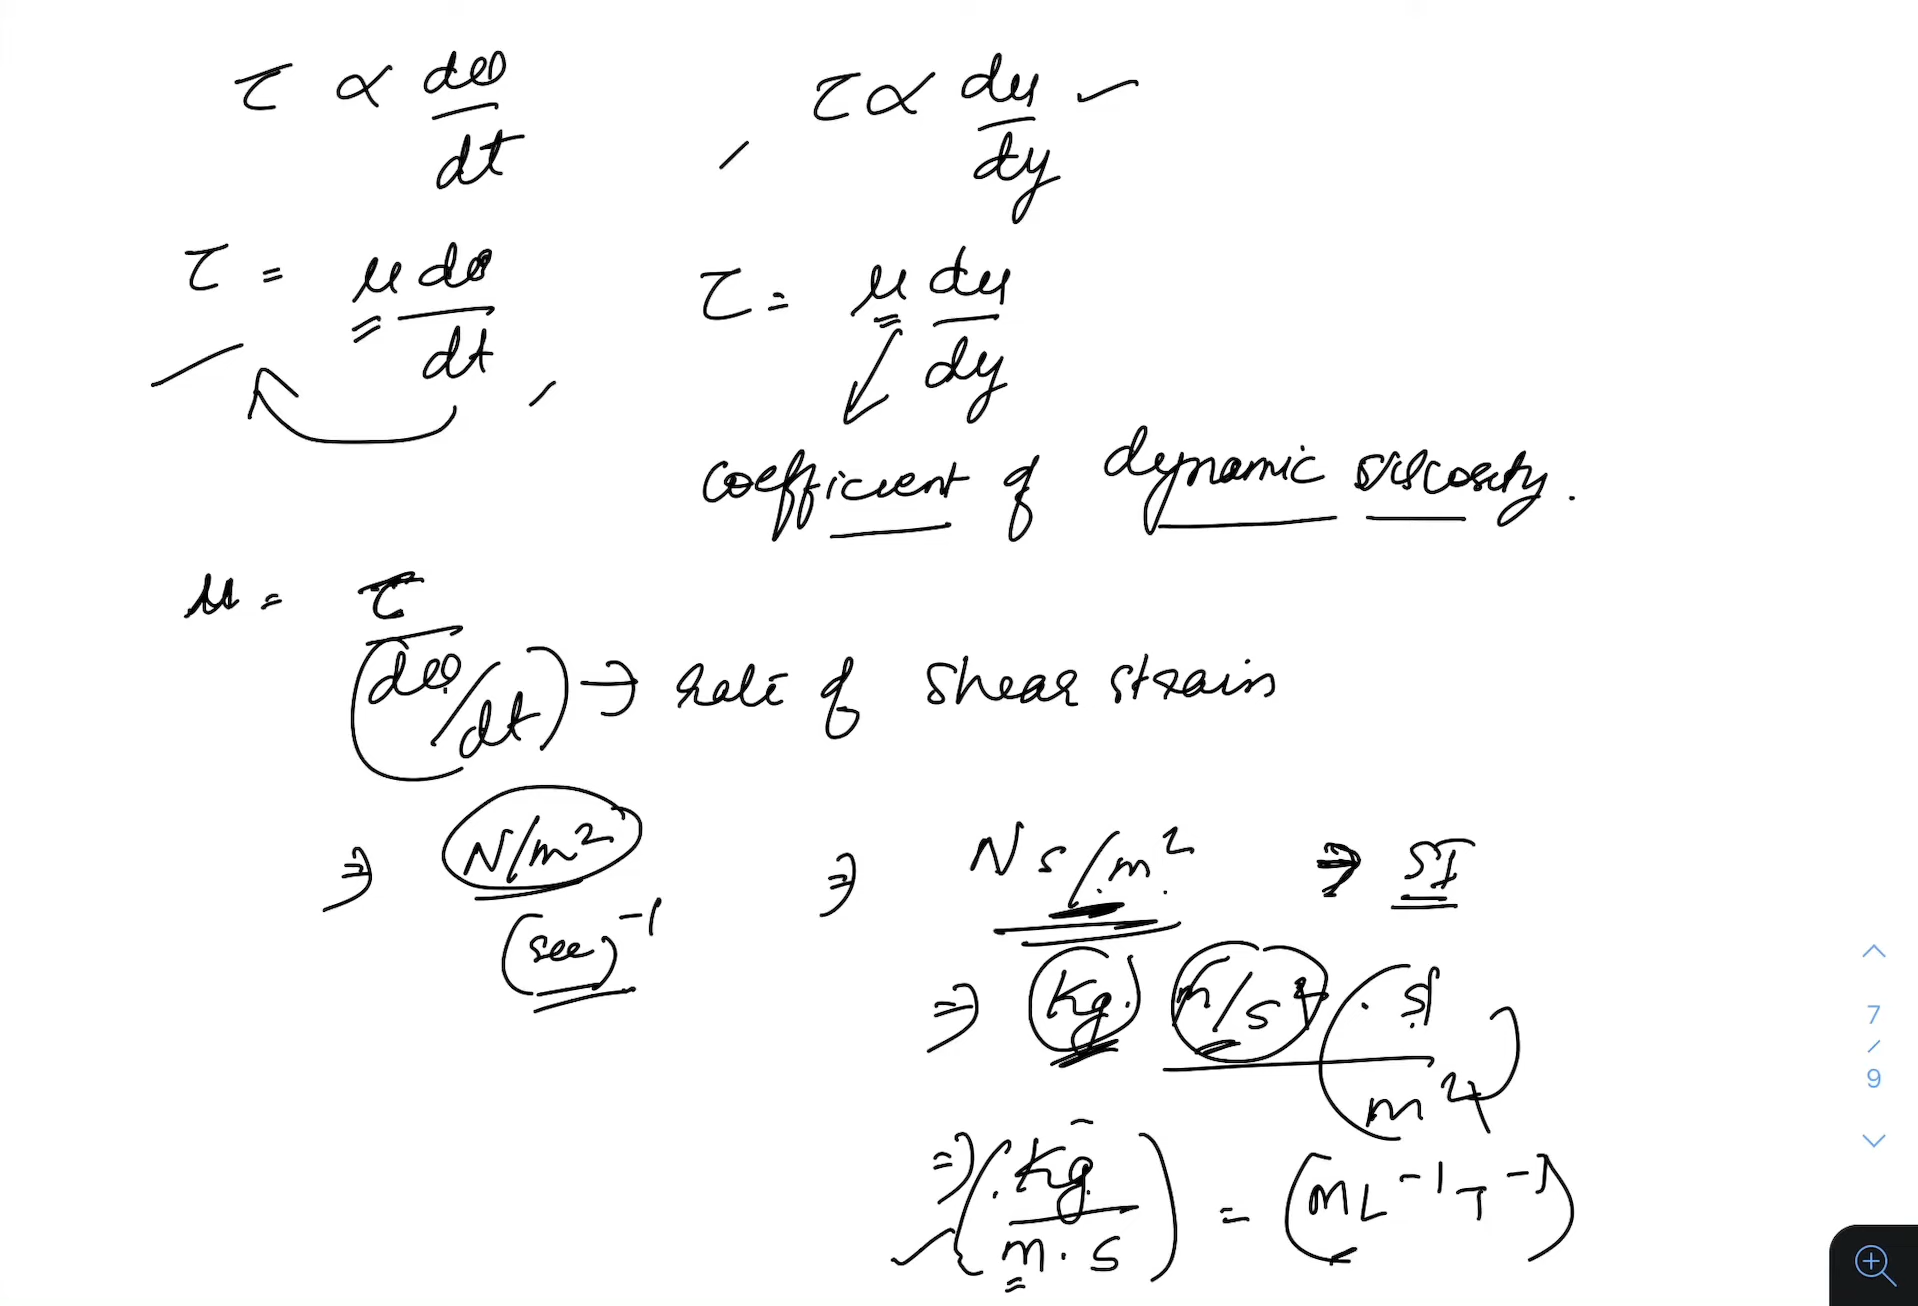 τ ∝ dθ/dt , τ ∝ du/dy
τ = μ dθ/dt , τ = μ du/dy
coefficient of dynamic viscosity.
μ = τ/(dθ/dt) → rate of shear strain
⇒ N/m² / (sec)⁻¹ ⇒ Ns/m² ⇒ SI
⇒ kg. m/s² . s / m²
⇒ (kg / m.s) = (ML⁻¹T⁻¹)
7
/
9